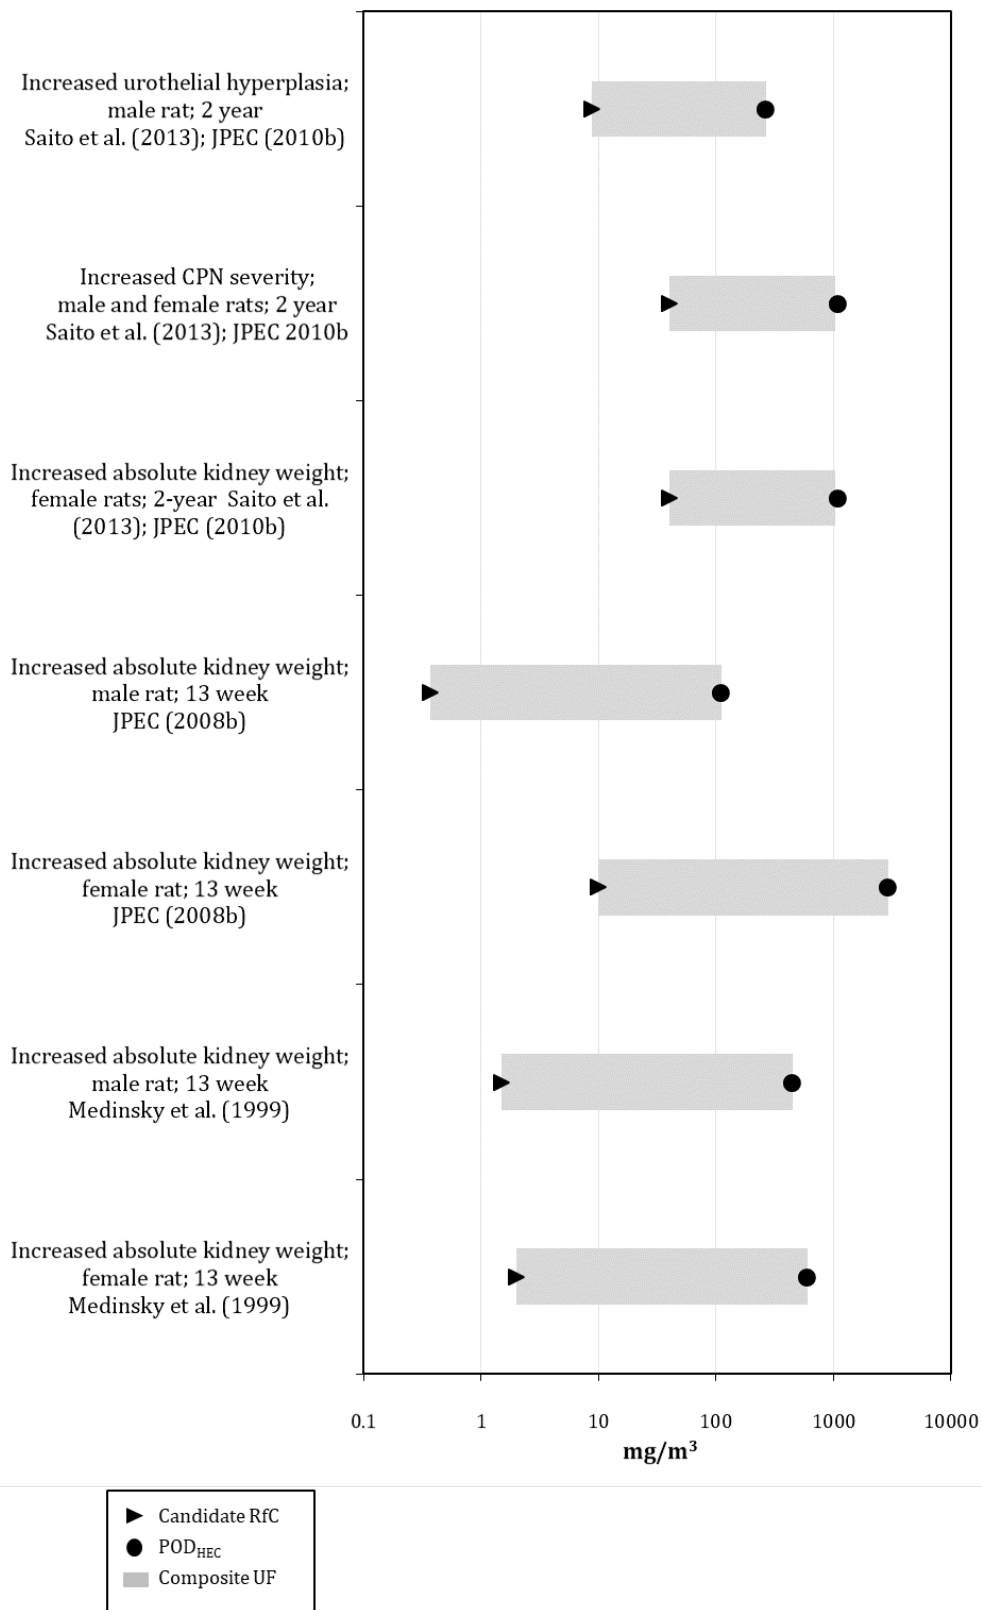 Increased urothelial hyperplasia;
male rat; 2 year
Saito et al. (2013); JPEC (2010b)
Increased CPN severity;
male and female rats; 2 year
Saito et al. (2013); JPEC 2010b
Increased absolute kidney weight;
female rats; 2-year Saito et al.
(2013); JPEC (2010b)
Increased absolute kidney weight;
male rat; 13 week
JPEC (2008b)
Increased absolute kidney weight;
female rat; 13 week
JPEC (2008b)
Increased absolute kidney weight;
male rat; 13 week
Medinsky et al. (1999)
Increased absolute kidney weight;
female rat; 13 week
Medinsky et al. (1999)
0.1 1 10 100 1000 10000
mg/m³
Candidate RfC
POD_HEC
Composite UF